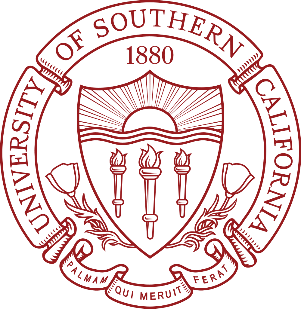 UNIVERSITY OF SOUTHERN CALIFORNIA
1880
PALMAM QUI MERUIT FERAT